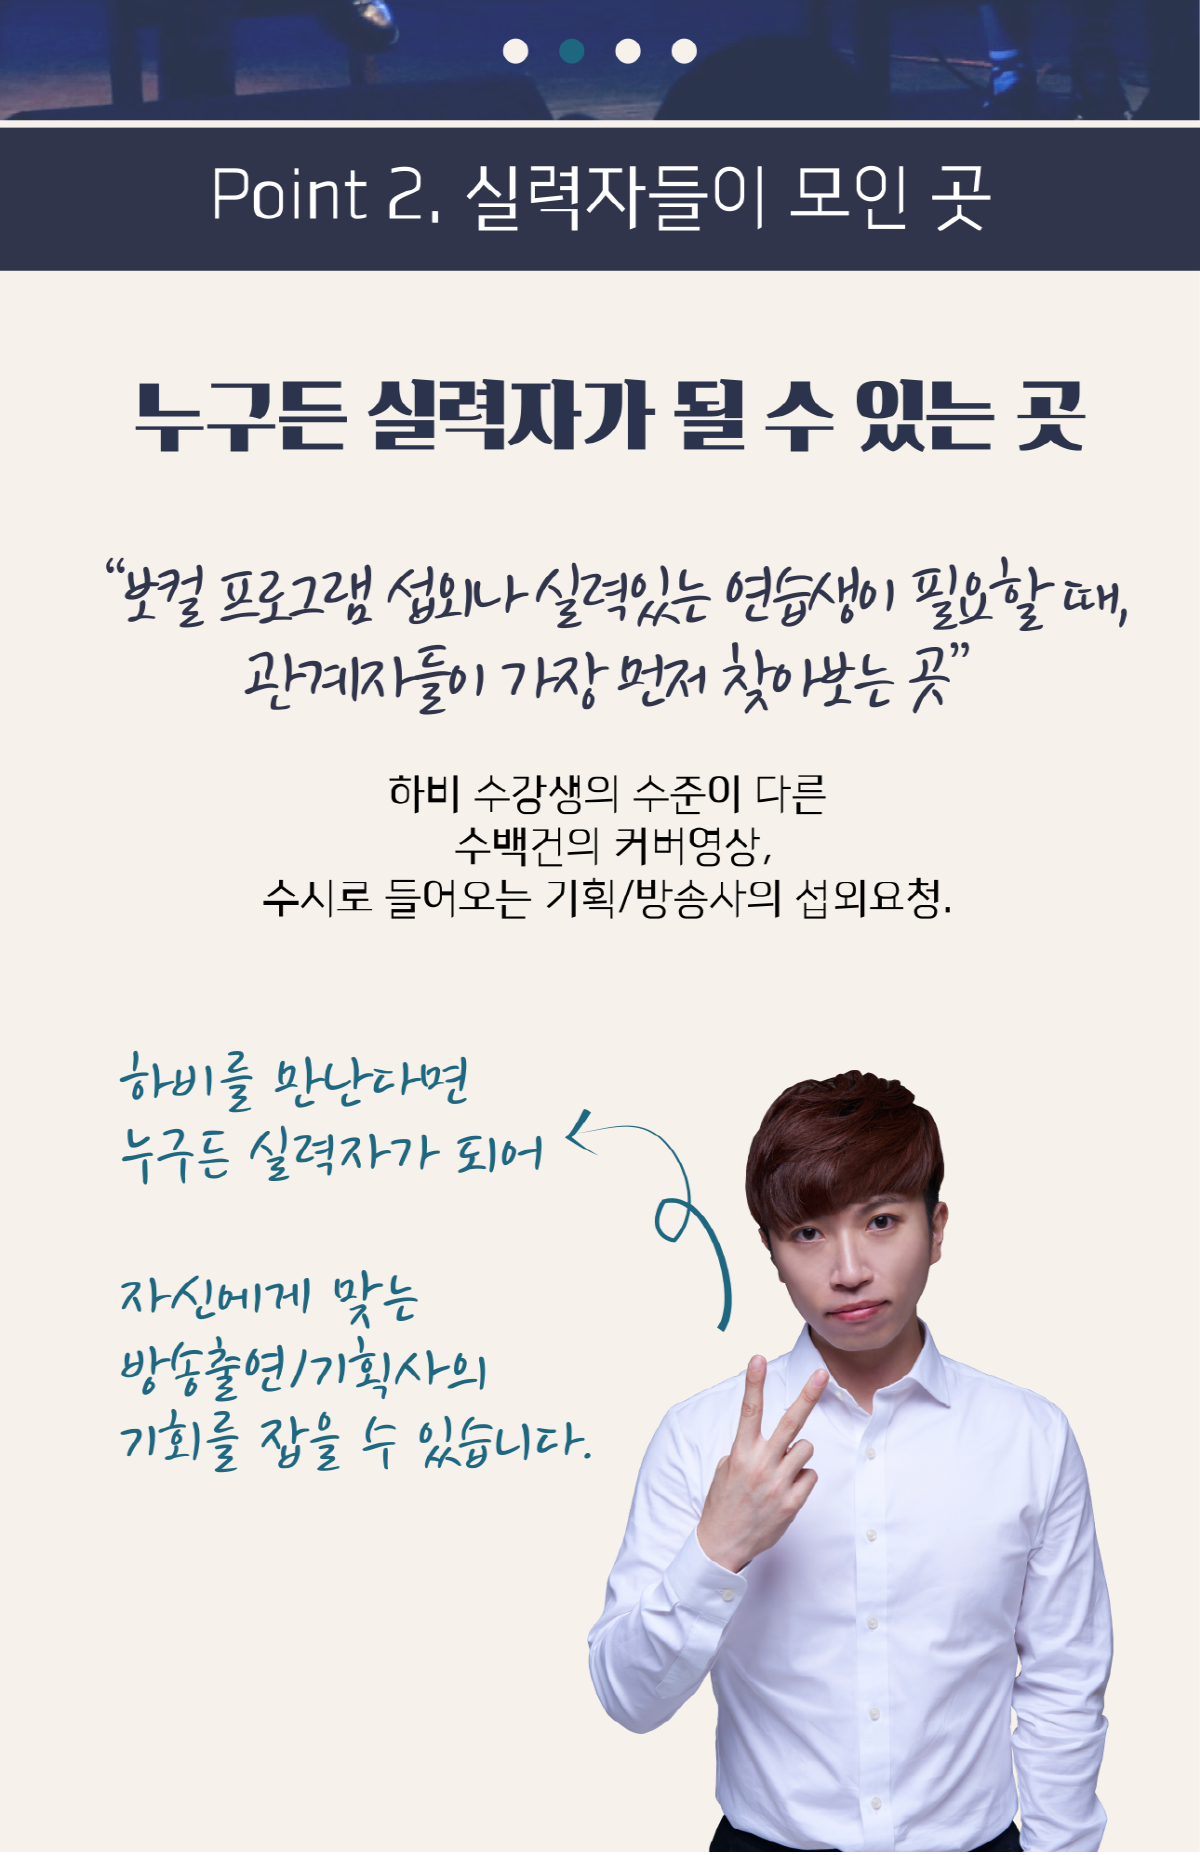 Point 2. 실력자들이 모인 곳
누구든 실력자가 될 수 있는 곳
“보컬 프로그램 섭외나 실력있는 연습생이 필요할 때,
관계자들이 가장 먼저 찾아보는 곳”
하비 수강생의 수준이 다른
수백건의 커버영상,
수시로 들어오는 기획/방송사의 섭외요청.
하비를 만난다면
누구든 실력자가 되어
자신에게 맞는
방송출연/기획사의
기회를 잡을 수 있습니다.